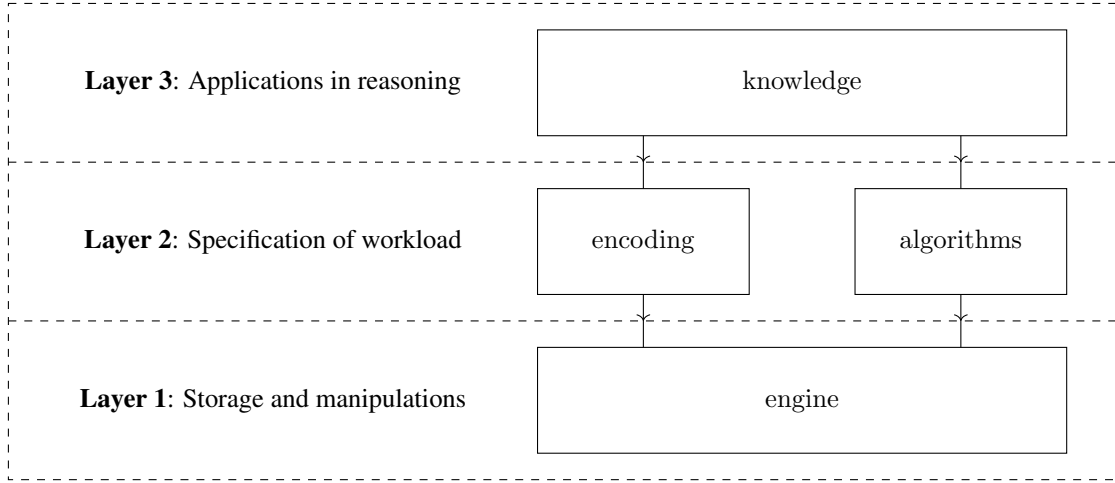 Layer 3: Applications in reasoning
knowledge
Layer 2: Specification of workload
encoding
algorithms
Layer 1: Storage and manipulations
engine